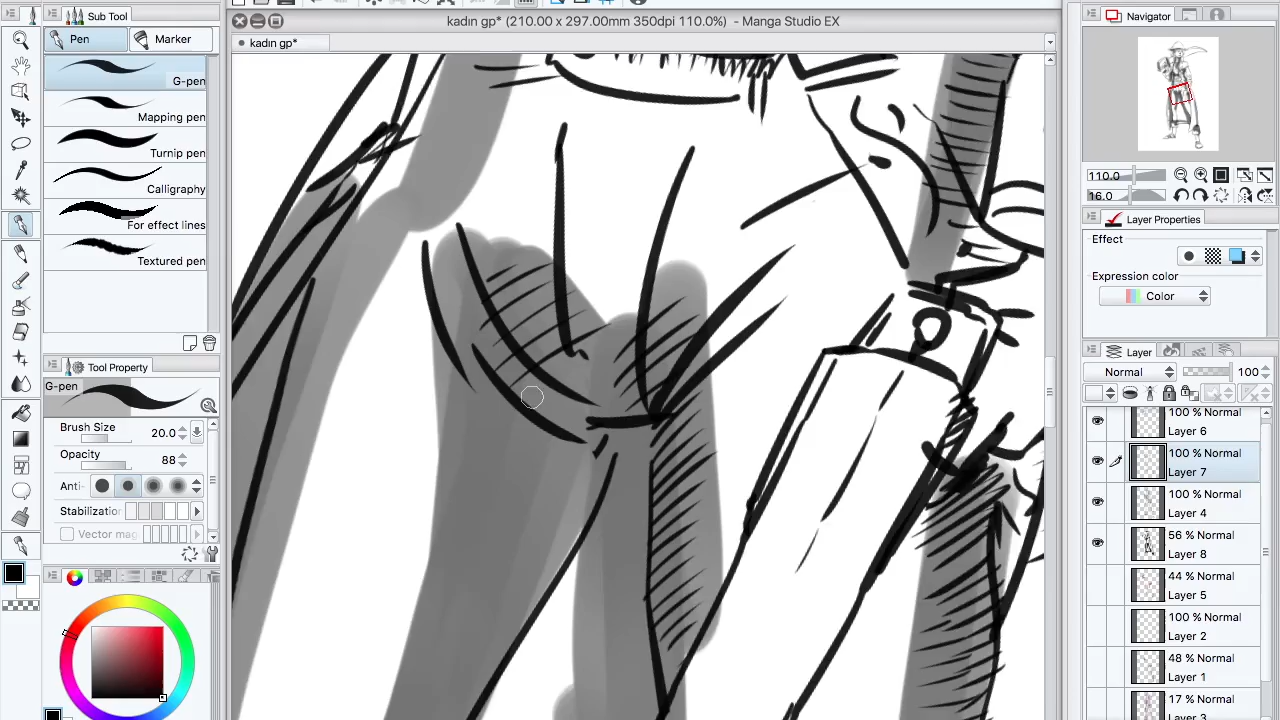 kadın gp* (210.00 x 297.00mm 350dpi 110.0%)  - Manga Studio EX
Sub Tool
Pen
Marker
kadın gp*
G-pen
Mapping pen
Turnip pen
Calligraphy
For effect lines
Textured pen
Tool Property
G-pen
Brush Size 20.0
Opacity 88
Anti-
Stabilization
Vector mag
Navigator
110.0
16.0
Layer Properties
Effect
Expression color
Color
Layer
Normal 100
100 % Normal
Layer 6
100 % Normal
Layer 7
100 % Normal
Layer 4
56 % Normal
Layer 8
44 % Normal
Layer 5
100 % Normal
Layer 2
48 % Normal
Layer 1
17 % Normal
Layer 3